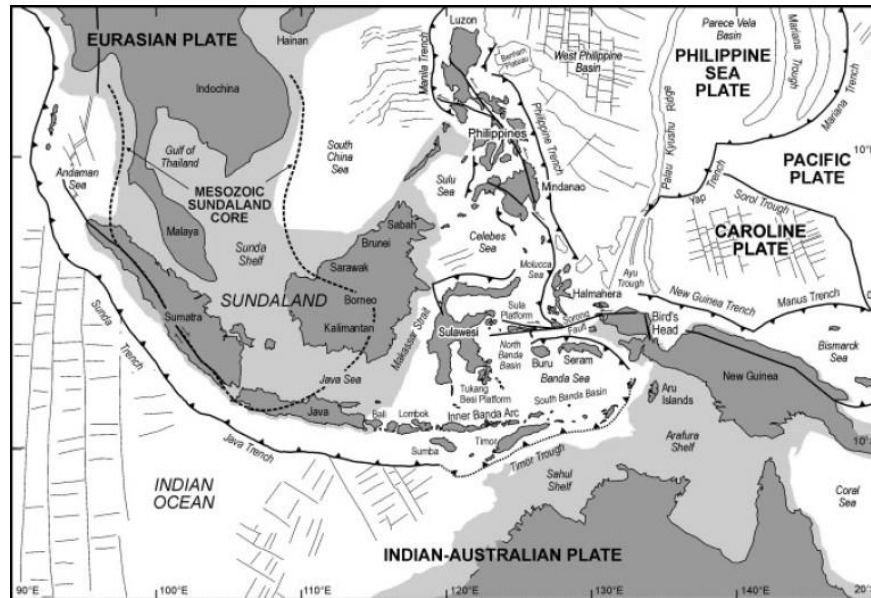 EURASIAN PLATE
Hainan
Luzon
Manila Trench
Benham
Plateau
West Philippine
Basin
Parece Vela
Basin
Mariana
Trough
PHILIPPINE
SEA
PLATE
Mariana Trench
Indochina
Philippines
Philippine Trench
Palau Kyushu Ridge
10°
PACIFIC
PLATE
Andaman
Sea
Gulf of
Thailand
South
China
Sea
MESOZOIC
SUNDALAND
CORE
Sulu
Sea
Mindanao
Yap Trench
Sorol Trough
CAROLINE
PLATE
Malaya
Sunda
Shelf
Sabah
Brunei
Sarawak
Celebes
Sea
Molucca
Sea
Ayu
Trough
SUNDALAND
Borneo
Kalimantan
Makassar Strait
Halmahera
New Guinea Trench
Manus Trench
Sunda
Trench
Sumatra
Sula
Platform
Sorong
Fault
Bird's
Head
Sulawesi
North
Banda
Basin
Buru
Seram
Bismarck
Sea
Java Sea
Banda Sea
New Guinea
Tukang
Besi Platform
South Banda Basin
Aru
Islands
Java
Bali
Lombok
Inner Banda Arc
Java Trench
Sumba
Timor
Timor Trough
Arafura
Shelf
10°
Sahul
Shelf
INDIAN
OCEAN
Coral
Sea
INDIAN-AUSTRALIAN PLATE
90°E
100°E
110°E
120°E
130°E
140°E
20°